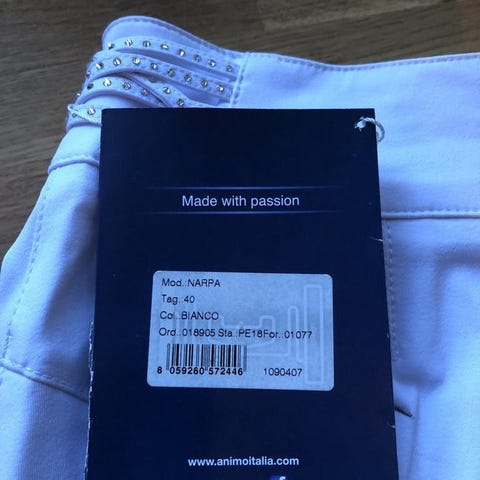 Made with passion
Mod.:NARPA
Tag.:40
Col.:BIANCO
Ord.:018905 Sta.:PE18For.:01077
8 059260 572446 1090407
www.animoitalia.com